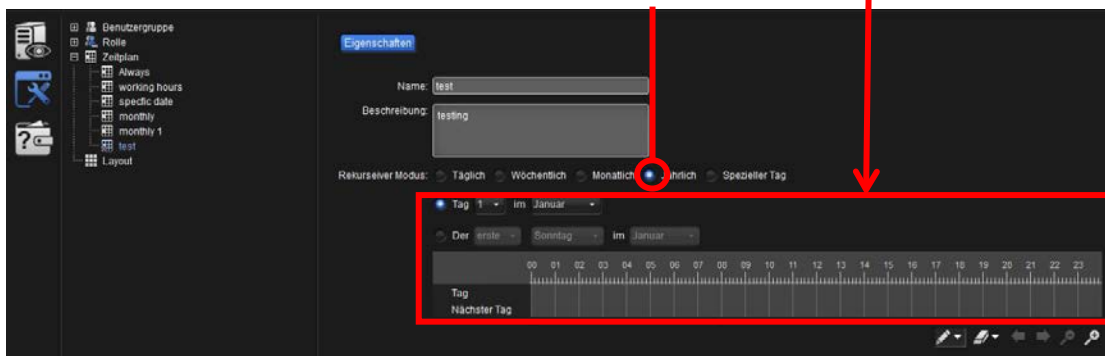 Benutzergruppe
Rolle
Zeitplan
Always
working hours
specfic date
monthly
monthly 1
test
Layout
Eigenschaften
Name: test
Beschreibung: testing
Rekurseiver Modus: Täglich Wöchentlich Monatlich Jährlich Spezieller Tag
Tag 1 im Januar
Der erste Sonntag im Januar
00 01 02 03 04 05 06 07 08 09 10 11 12 13 14 15 16 17 18 19 20 21 22 23
Tag
Nächster Tag